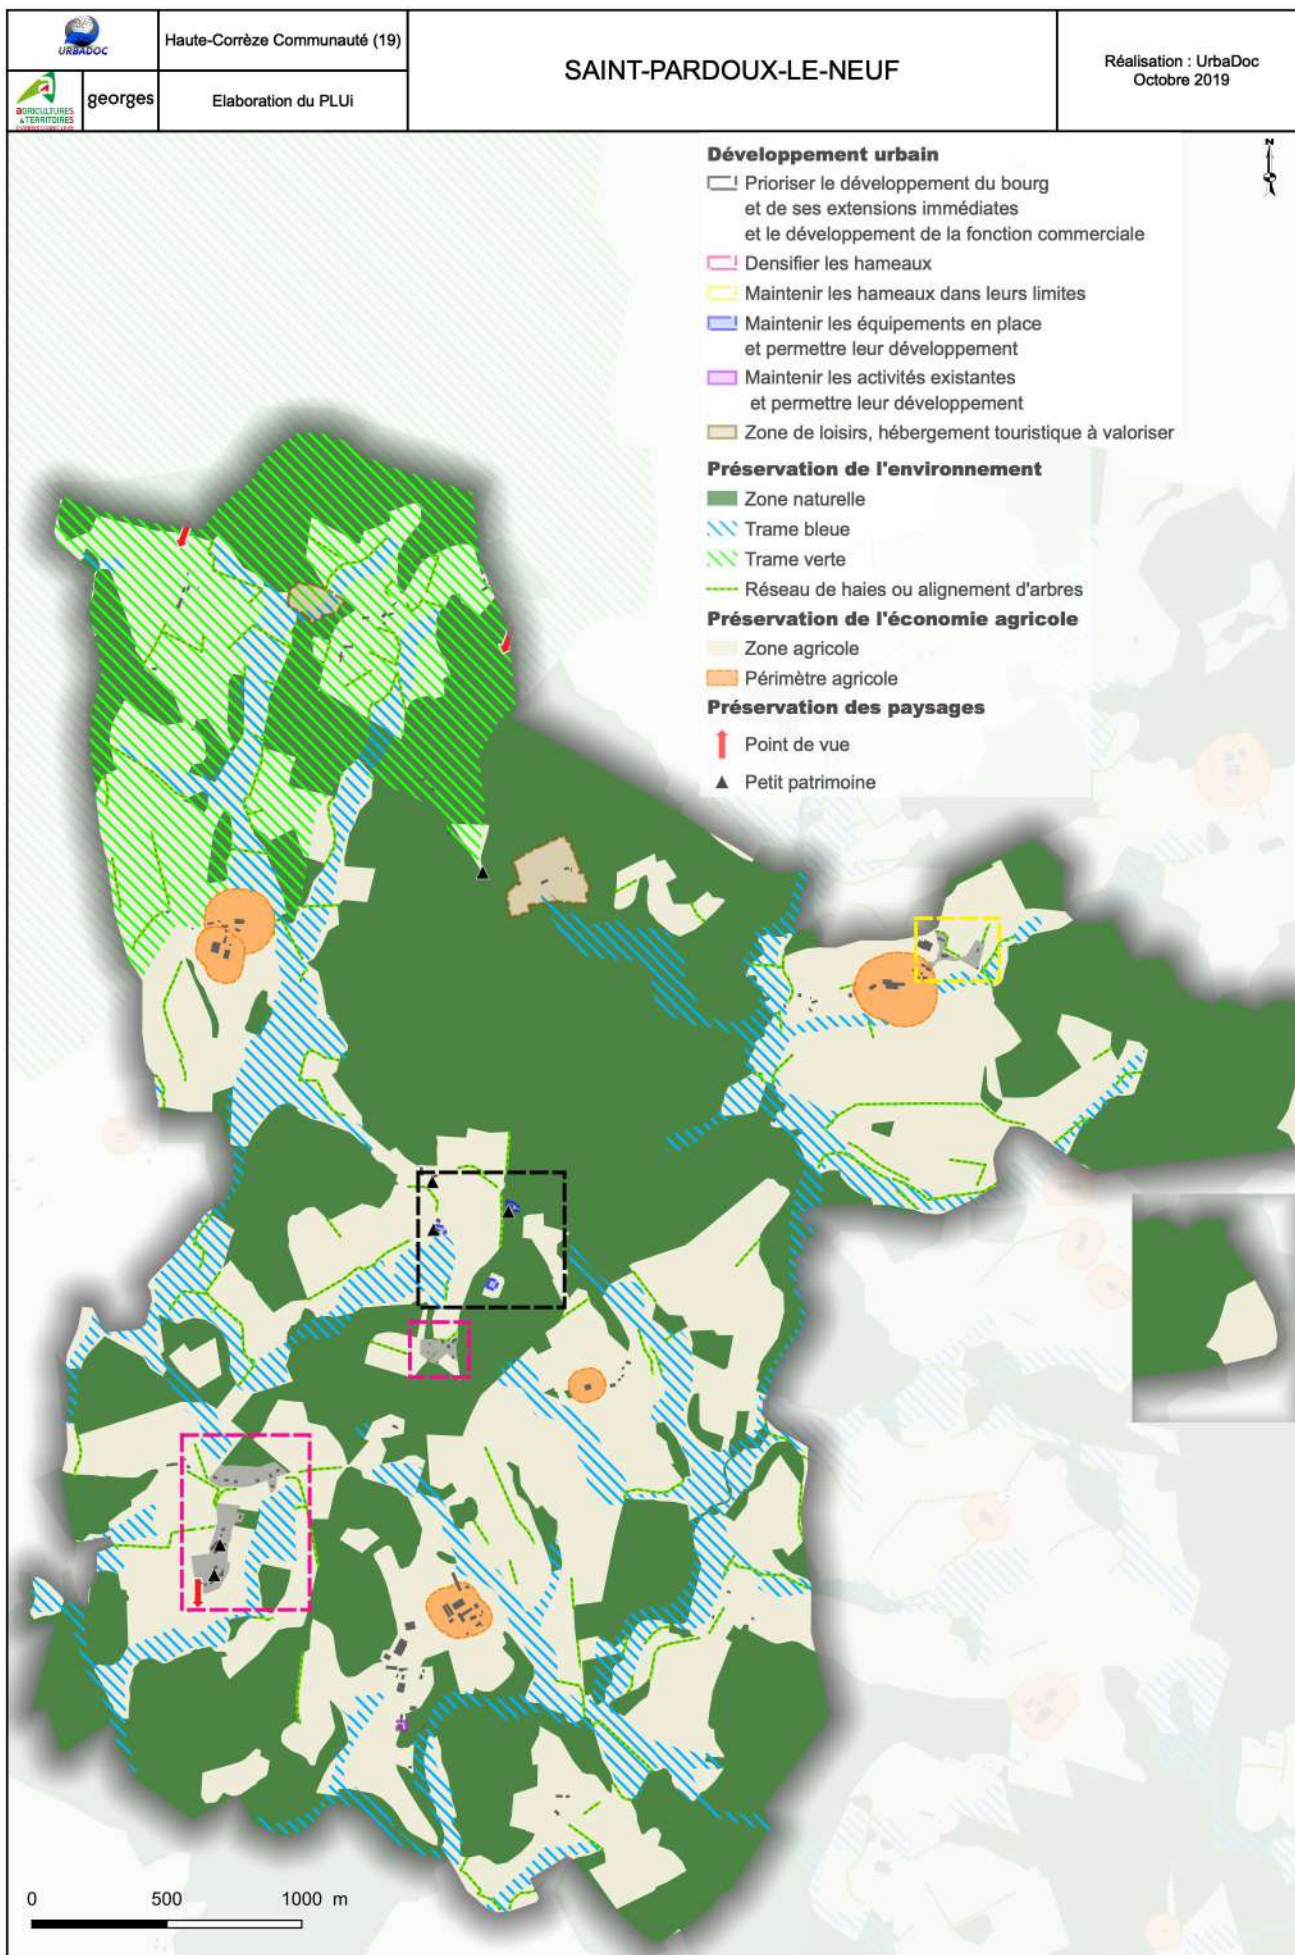 URBADOC
Haute-Corrèze Communauté (19)
AGRICULTURES
& TERRITOIRES
georges
Elaboration du PLUi
SAINT-PARDOUX-LE-NEUF
Réalisation : UrbaDoc
Octobre 2019
N
Développement urbain
Prioriser le développement du bourg
et de ses extensions immédiates
et le développement de la fonction commerciale
Densifier les hameaux
Maintenir les hameaux dans leurs limites
Maintenir les équipements en place
et permettre leur développement
Maintenir les activités existantes
et permettre leur développement
Zone de loisirs, hébergement touristique à valoriser
Préservation de l'environnement
Zone naturelle
Trame bleue
Trame verte
Réseau de haies ou alignement d'arbres
Préservation de l'économie agricole
Zone agricole
Périmètre agricole
Préservation des paysages
Point de vue
Petit patrimoine
0 500 1000 m